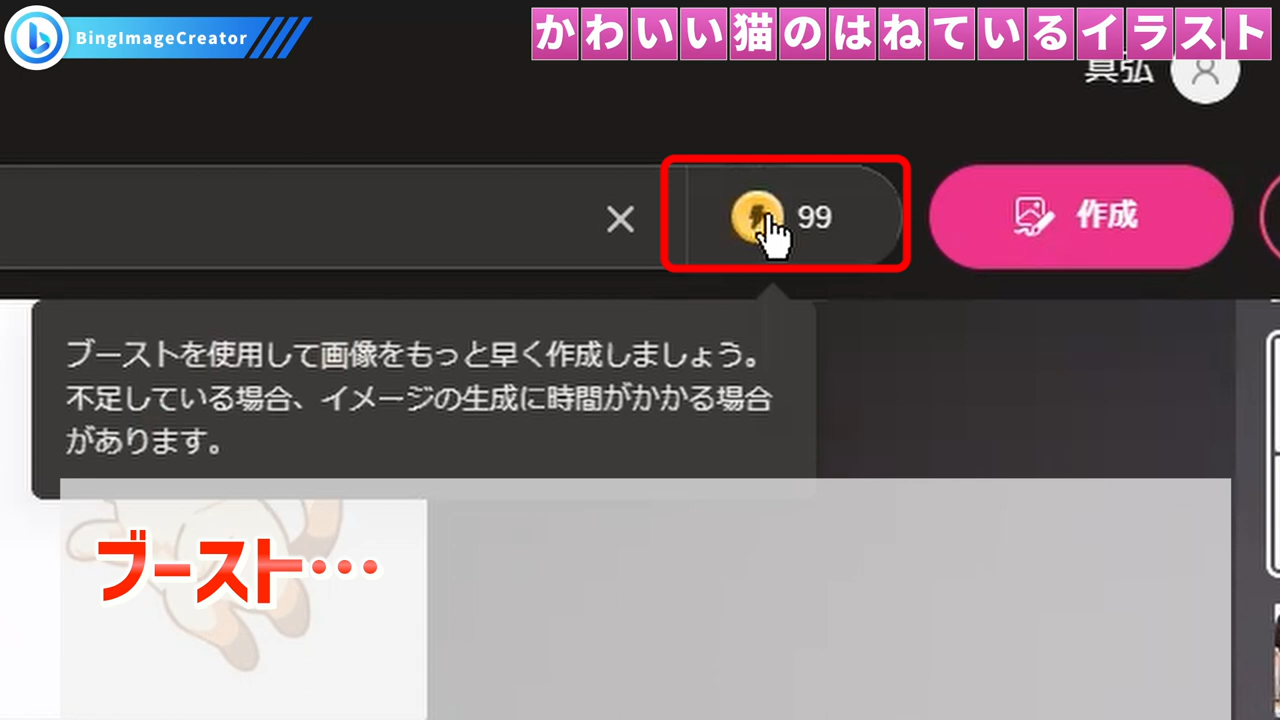 BingImageCreator
かわいい猫のはねているイラスト
真弘
99
作成
ブーストを使用して画像をもっと早く作成しましょう。
不足している場合、イメージの生成に時間がかかる場合
があります。
ブースト…